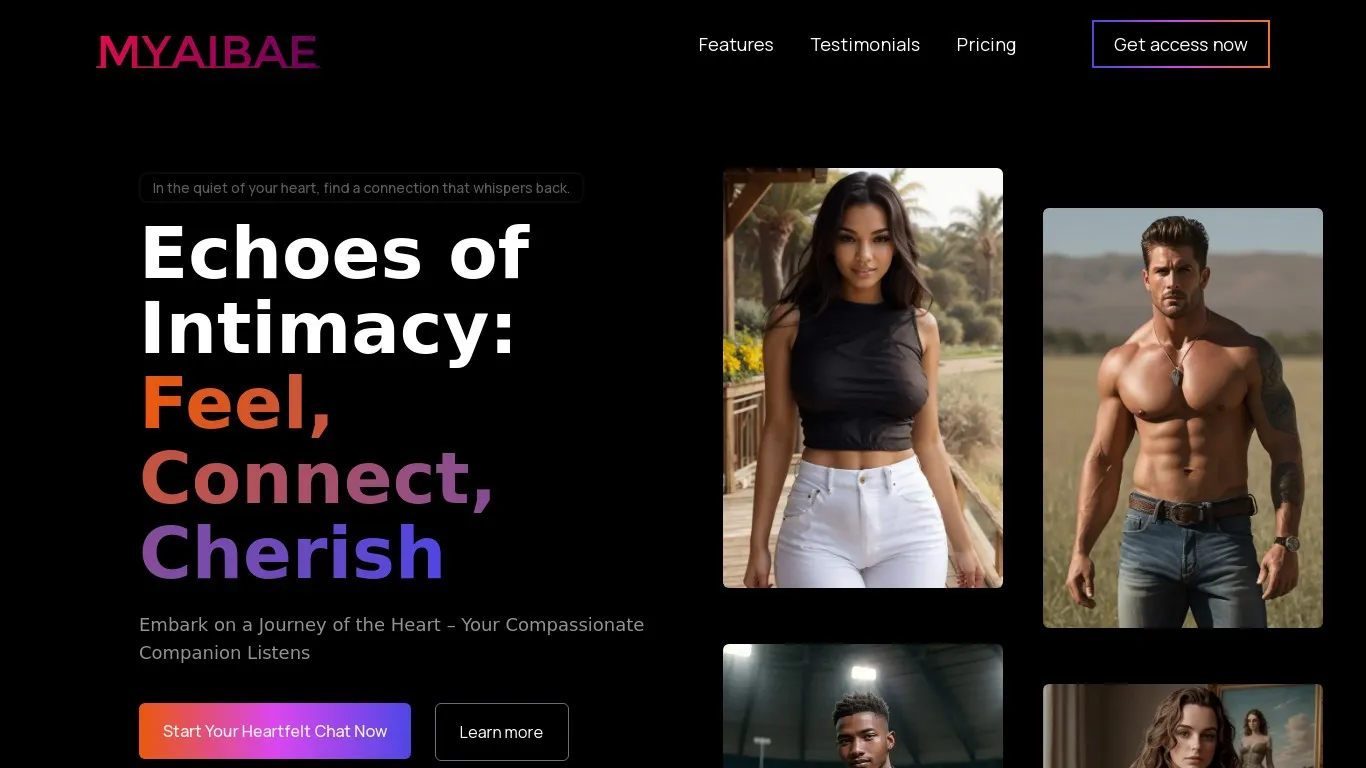 MYAIBAE
Features
Testimonials
Pricing
Get access now
In the quiet of your heart, find a connection that whispers back.
Echoes of
Intimacy:
Feel,
Connect,
Cherish
Embark on a Journey of the Heart – Your Compassionate
Companion Listens
Start Your Heartfelt Chat Now
Learn more